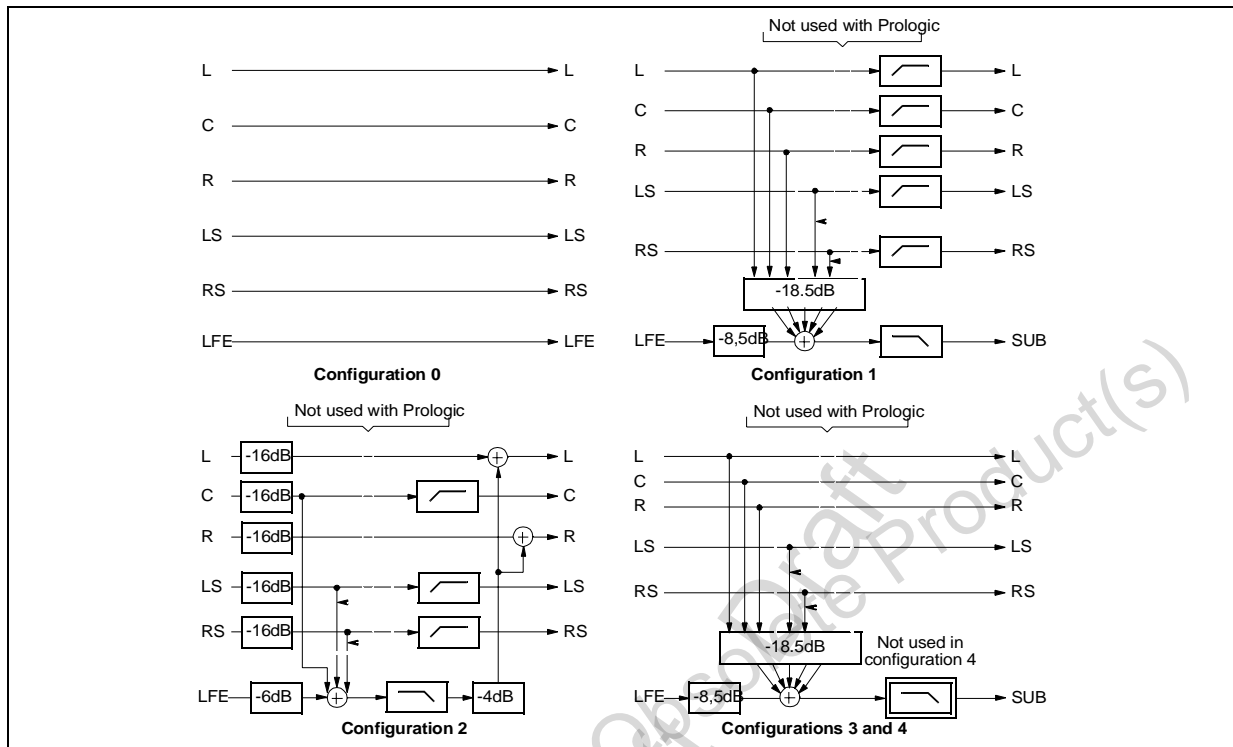 Not used with Prologic
L L
C C
R R
LS LS
RS RS
LFE LFE
Configuration 0
L L
C C
R R
LS LS
RS RS
-18.5dB
LFE -8,5dB SUB
Configuration 1
Not used with Prologic
L -16dB L
C -16dB C
R -16dB R
LS -16dB LS
RS -16dB RS
LFE -6dB -4dB
Configuration 2
Not used with Prologic
L L
C C
R R
LS LS
RS RS
-18.5dB
Not used in
configuration 4
LFE -8,5dB SUB
Configurations 3 and 4
Draft
Obsolete Product(s)